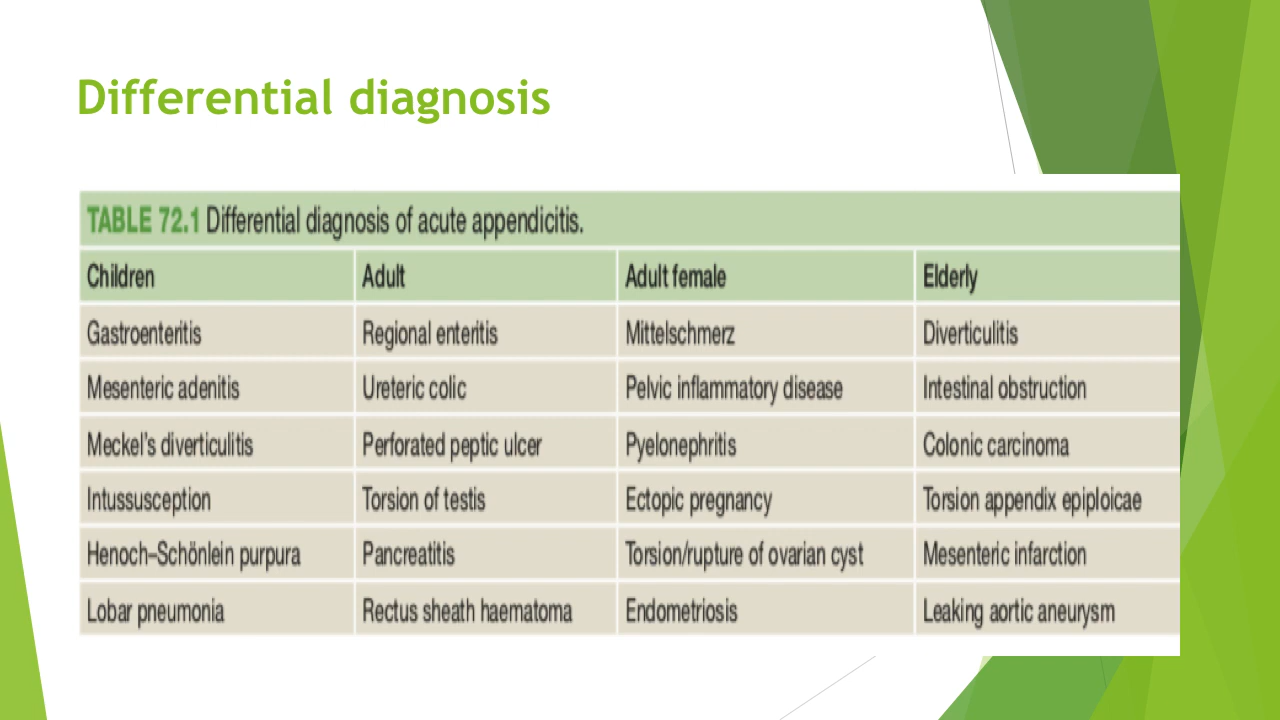 Differential diagnosis
TABLE 72.1 Differential diagnosis of acute appendicitis.
Children Adult Adult female Elderly
Gastroenteritis Regional enteritis Mittelschmerz Diverticulitis
Mesenteric adenitis Ureteric colic Pelvic inflammatory disease Intestinal obstruction
Meckel's diverticulitis Perforated peptic ulcer Pyelonephritis Colonic carcinoma
Intussusception Torsion of testis Ectopic pregnancy Torsion appendix epiploicae
Henoch–Schönlein purpura Pancreatitis Torsion/rupture of ovarian cyst Mesenteric infarction
Lobar pneumonia Rectus sheath haematoma Endometriosis Leaking aortic aneurysm